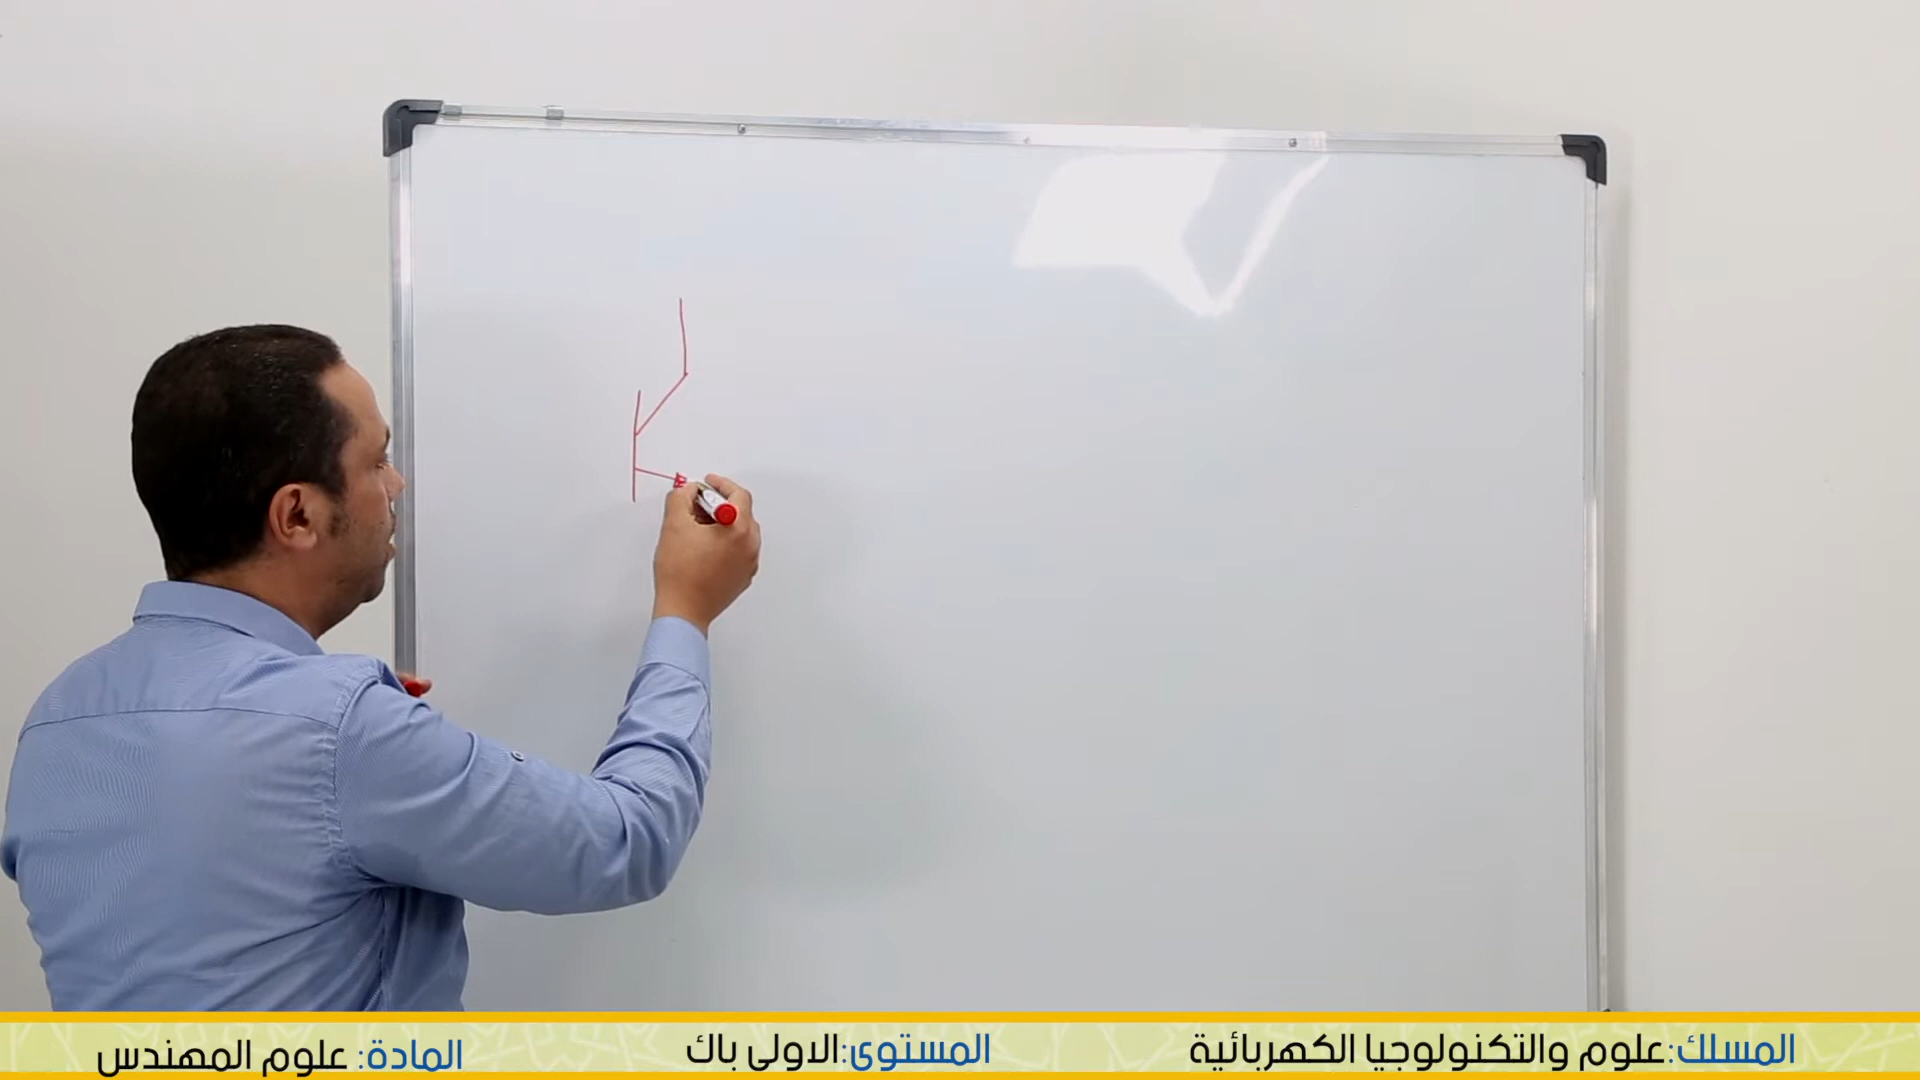 المسلك:علوم والتكنولوجيا الكهربائية
المستوى:الاولى باك
المادة: علوم المهندس